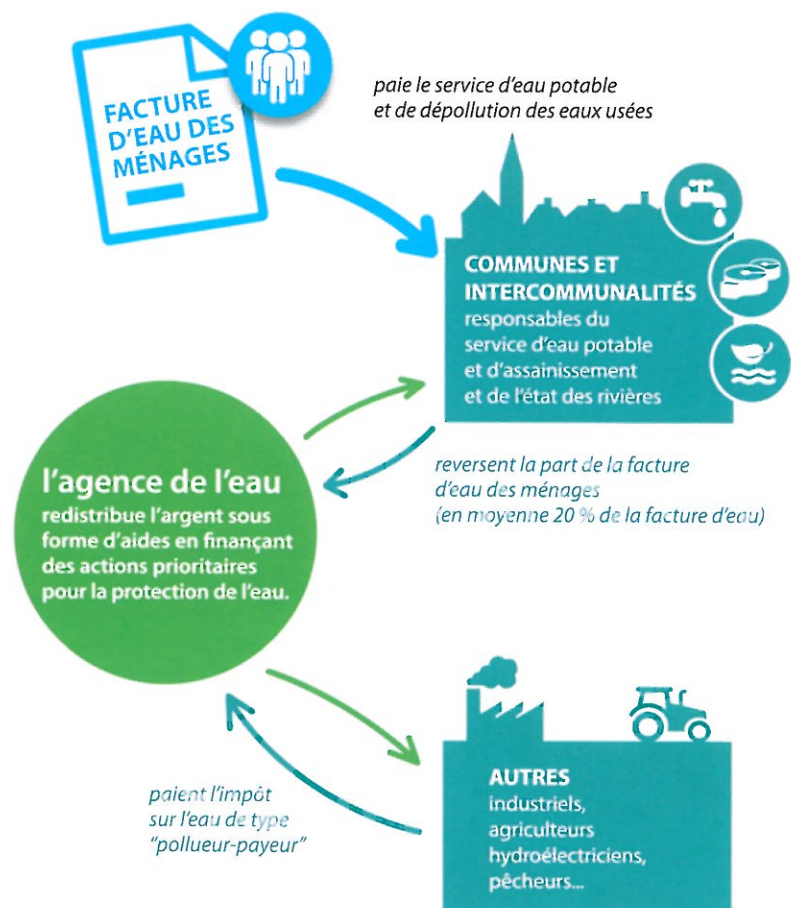 FACTURE
D'EAU DES
MÉNAGES
paie le service d'eau potable
et de dépollution des eaux usées
COMMUNES ET
INTERCOMMUNALITÉS
responsables du
service d'eau potable
et d'assainissement
et de l'état des rivières
reversent la part de la facture
d'eau des ménages
(en moyenne 20 % de la facture d'eau)
l'agence de l'eau
redistribue l'argent sous
forme d'aides en finançant
des actions prioritaires
pour la protection de l'eau.
paient l'impôt
sur l'eau de type
"pollueur-payeur"
AUTRES
industriels,
agriculteurs
hydroélectriciens,
pêcheurs...